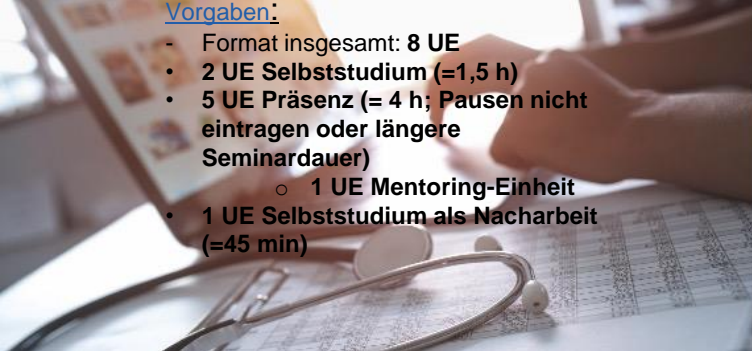 Vorgaben:
- Format insgesamt: 8 UE
• 2 UE Selbststudium (=1,5 h)
• 5 UE Präsenz (= 4 h; Pausen nicht
eintragen oder längere
Seminardauer)
o 1 UE Mentoring-Einheit
• 1 UE Selbststudium als Nacharbeit
(=45 min)